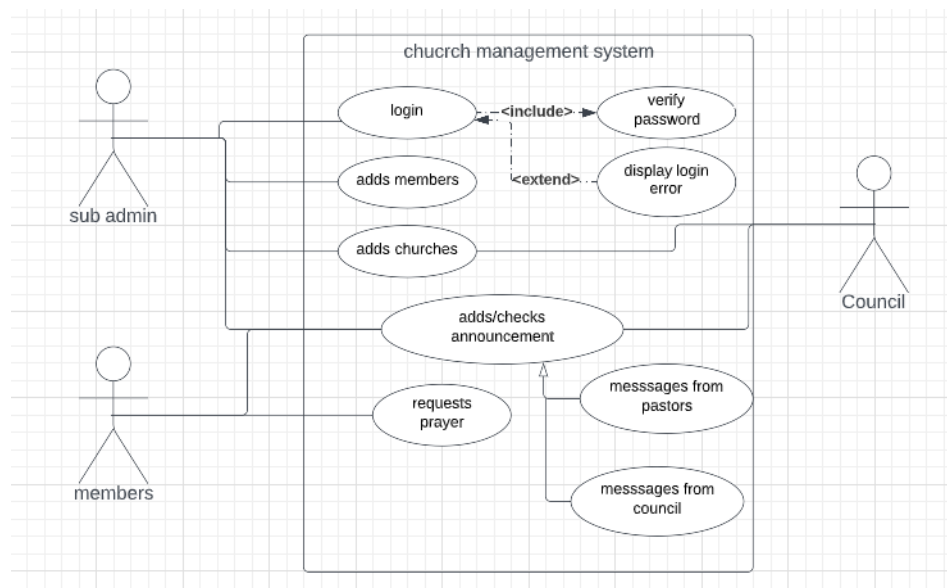 chucrch management system
login
<include>
verify
password
sub admin
adds members
<extend>
display login
error
adds churches
Council
adds/checks
announcement
members
requests
prayer
messsages from
pastors
messsages from
council